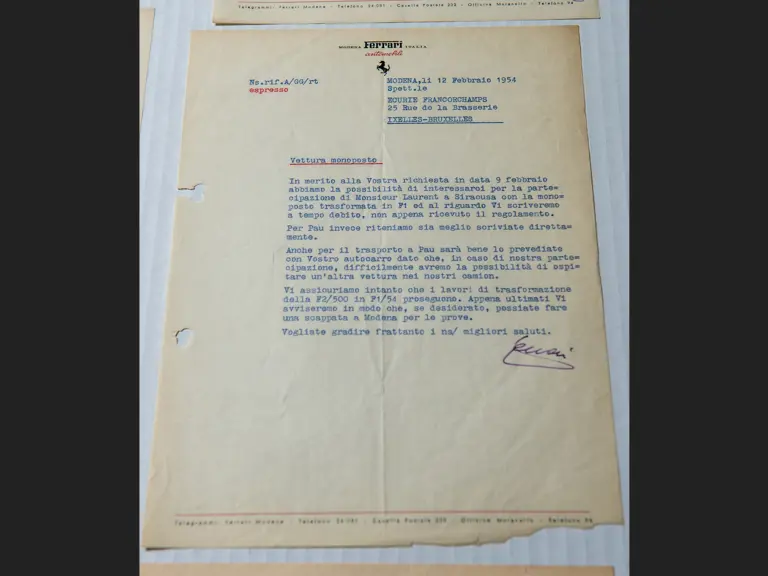 Telegrammi: Ferrari Modena - Telefono 24.081 - Casella Postale 232 - Officine Maranello - Telefono 94
MODENA Ferrari ITALIA
automobili
Ns.rif.A/GG/rt
espresso
MODENA,li 12 Febbraio 1954
Spett.le
ECURIE FRANCORCHAMPS
25 Rue de la Brasserie
IXELLES-BRUXELLES
Vettura monoposto
In merito alla Vostra richiesta in data 9 febbraio
abbiamo la possibilità di interessarci per la parte=
cipazione di Monsieur Laurent a Siracusa con la mono=
posto trasformata in F1 ed al riguardo Vi scriveremo
a tempo debito, non appena ricevuto il regolamento.
Per Pau invece riteniamo sia meglio scriviate diretta=
mente.
Anche per il trasporto a Pau sarà bene lo prevediate
con Vostro autocarro dato che, in caso di nostra parte=
cipazione, difficilmente avremo la possibilità di ospi=
tare un'altra vettura nei nostri camion.
Vi assicuriamo intanto che i lavori di trasformazione
della F2/500 in F1/54 proseguono. Appena ultimati Vi
avviseremo in modo che, se desiderato, possiate fare
una scappata a Modena per le prove.
Vogliate gradire frattanto i ns/ migliori saluti.
Ferrari
Telegrammi: Ferrari Modena - Telefono 24.081 - Casella Postale 232 - Officine Maranello - Telefono 94